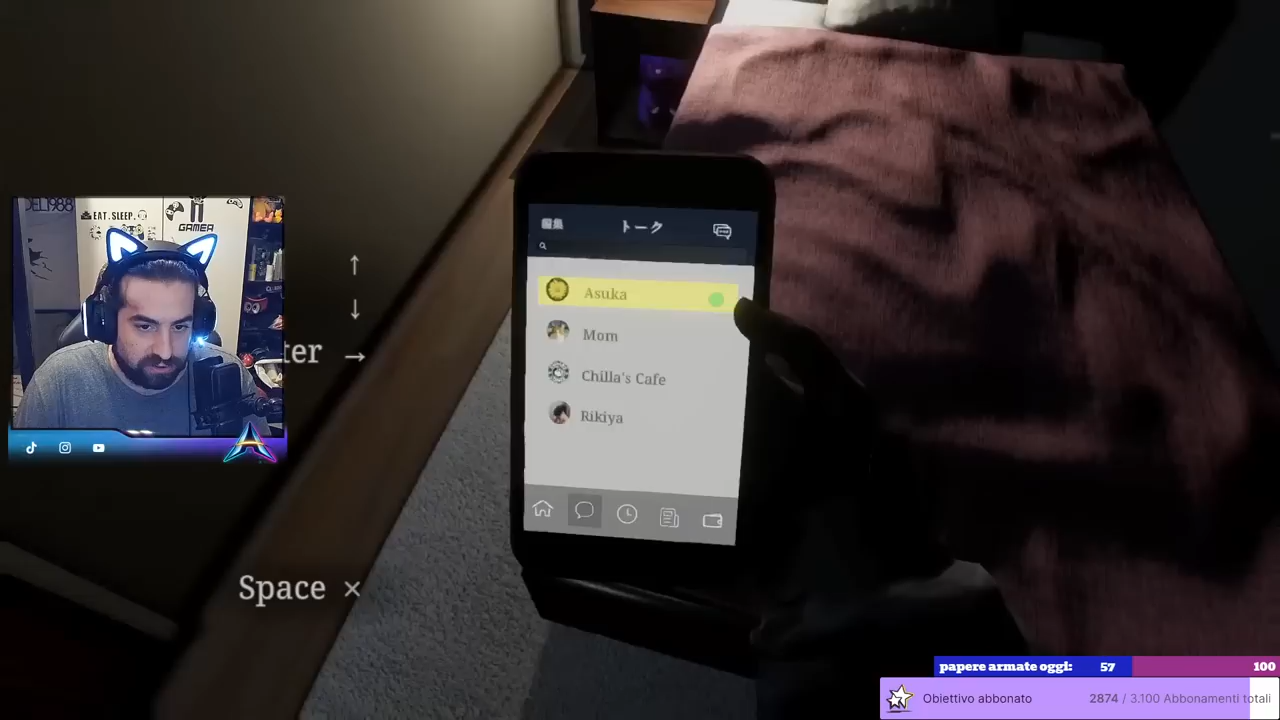 編集
トーク
Asuka
Mom
Chilla's Cafe
Rikiya
↑
↓
ter →
Space ×
DEL1988
EAT.SLEEP.
GAMER
papere armate oggi: 57 100
Obiettivo abbonato 2874 / 3.100 Abbonamenti totali